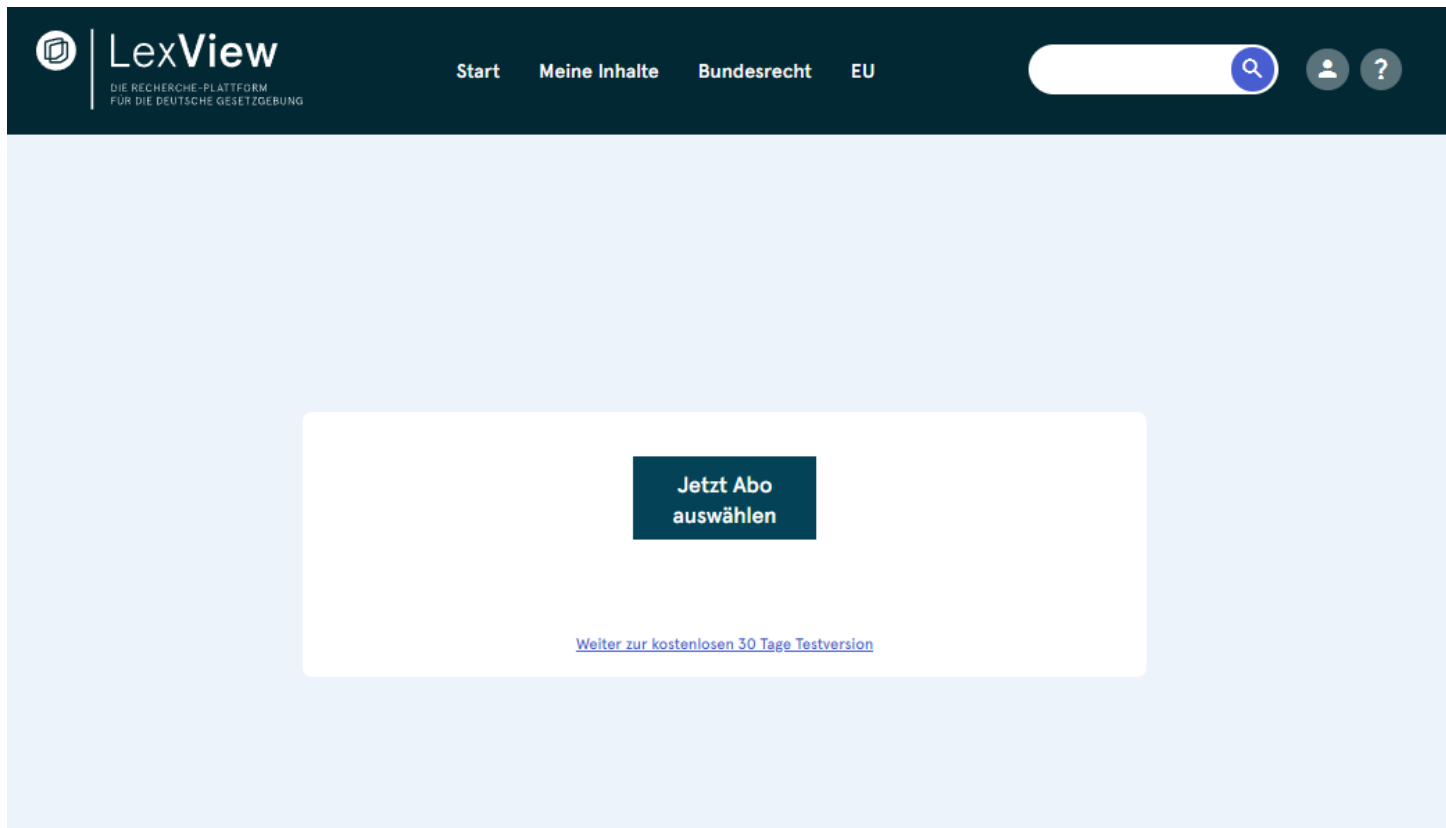 LexView
DIE RECHERCHE-PLATTFORM
FÜR DIE DEUTSCHE GESETZGEBUNG
Start Meine Inhalte Bundesrecht EU
?
Jetzt Abo
auswählen
Weiter zur kostenlosen 30 Tage Testversion